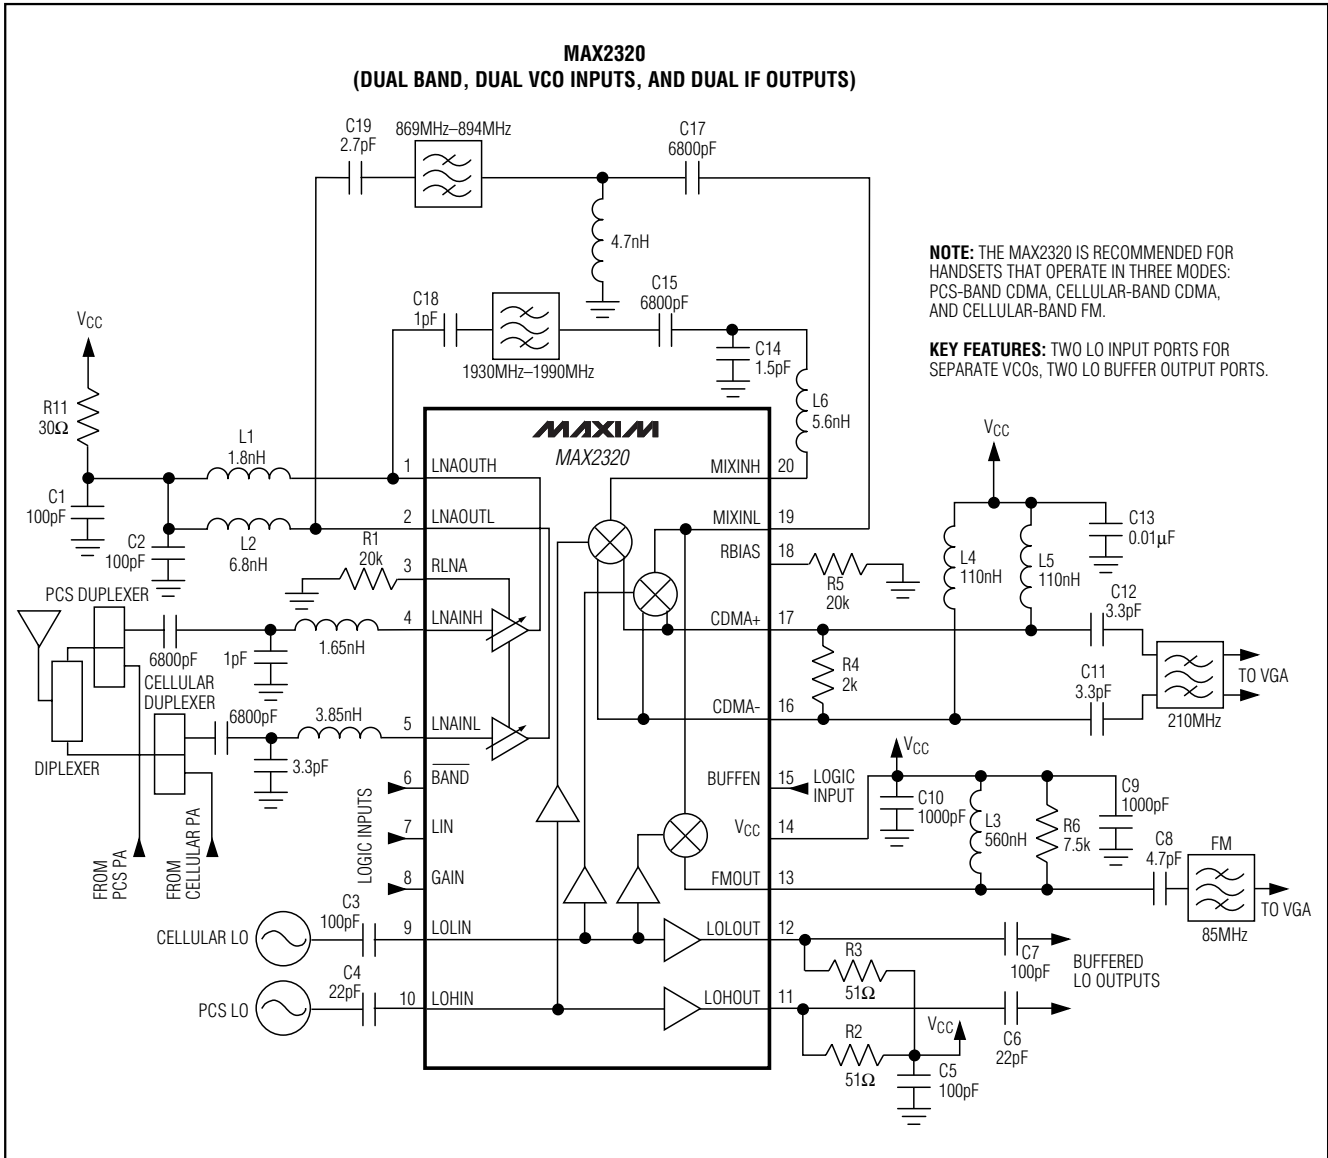 MAX2320
(DUAL BAND, DUAL VCO INPUTS, AND DUAL IF OUTPUTS)
C19
2.7pF
869MHz–894MHz
C17
6800pF
4.7nH
NOTE: THE MAX2320 IS RECOMMENDED FOR
HANDSETS THAT OPERATE IN THREE MODES:
PCS-BAND CDMA, CELLULAR-BAND CDMA,
AND CELLULAR-BAND FM.
KEY FEATURES: TWO LO INPUT PORTS FOR
SEPARATE VCOs, TWO LO BUFFER OUTPUT PORTS.
C18
1pF
1930MHz–1990MHz
C15
6800pF
C14
1.5pF
L6
5.6nH
VCC
R11
30Ω
C1
100pF
L1
1.8nH
C2
100pF
L2
6.8nH
R1
20k
MAXIM
MAX2320
1
LNAOUTH
2
LNAOUTL
3
RLNA
4
LNAINH
5
LNAINL
6
BAND
7
LIN
8
GAIN
9
LOLIN
10
LOHIN
MIXINH
20
MIXINL
19
RBIAS
18
CDMA+
17
CDMA-
16
BUFFEN
15
VCC
14
FMOUT
13
LOLOUT
12
LOHOUT
11
PCS DUPLEXER
6800pF
1pF
1.65nH
CELLULAR
DUPLEXER
6800pF
3.85nH
3.3pF
DIPLEXER
FROM
PCS PA
FROM
CELLULAR PA
LOGIC INPUTS
C3
100pF
CELLULAR LO
C4
22pF
PCS LO
R5
20k
VCC
L4
110nH
L5
110nH
C13
0.01µF
C12
3.3pF
R4
2k
C11
3.3pF
210MHz
TO VGA
LOGIC
INPUT
VCC
C10
1000pF
L3
560nH
R6
7.5k
C9
1000pF
C8
4.7pF
FM
85MHz
TO VGA
R3
51Ω
C7
100pF
BUFFERED
LO OUTPUTS
R2
51Ω
VCC
C6
22pF
C5
100pF